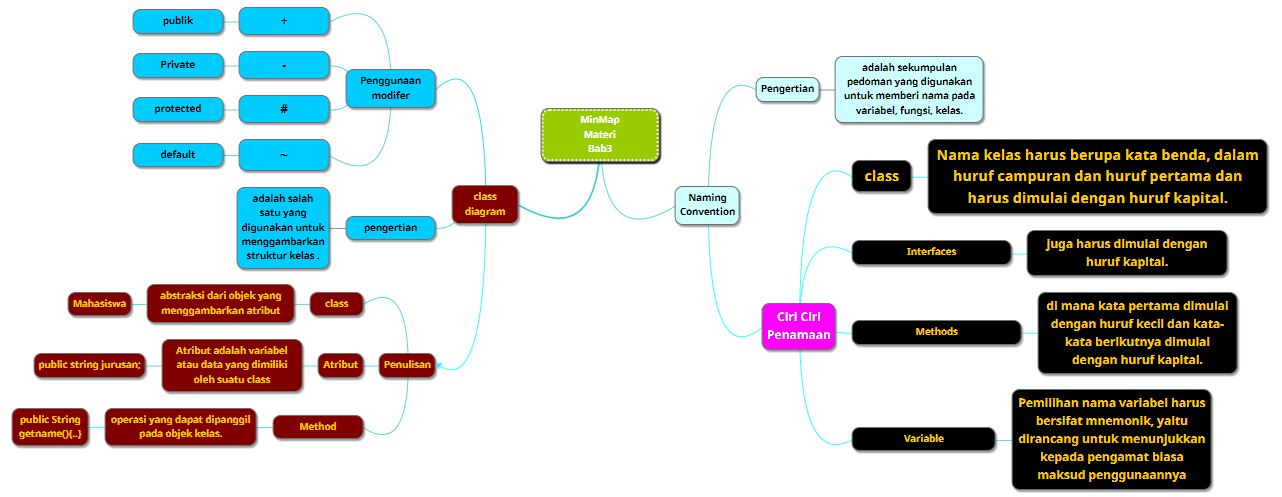 MinMap
Materi
Bab3
class
diagram
Penggunaan
modifer
+
publik
-
Private
#
protected
~
default
pengertian
adalah salah
satu yang
digunakan untuk
menggambarkan
struktur kelas .
Penulisan
class
abstraksi dari objek yang
menggambarkan atribut
Mahasiswa
Atribut
Atribut adalah variabel
atau data yang dimiliki
oleh suatu class
public string jurusan;
Method
operasi yang dapat dipanggil
pada objek kelas.
public String
getname(){..}
Naming
Convention
Pengertian
adalah sekumpulan
pedoman yang digunakan
untuk memberi nama pada
variabel, fungsi, kelas.
Ciri Ciri
Penamaan
class
Nama kelas harus berupa kata benda, dalam
huruf campuran dan huruf pertama dan
harus dimulai dengan huruf kapital.
Interfaces
juga harus dimulai dengan
huruf kapital.
Methods
di mana kata pertama dimulai
dengan huruf kecil dan kata-
kata berikutnya dimulai
dengan huruf kapital.
Variable
Pemilihan nama variabel harus
bersifat mnemonik, yaitu
dirancang untuk menunjukkan
kepada pengamat biasa
maksud penggunaannya